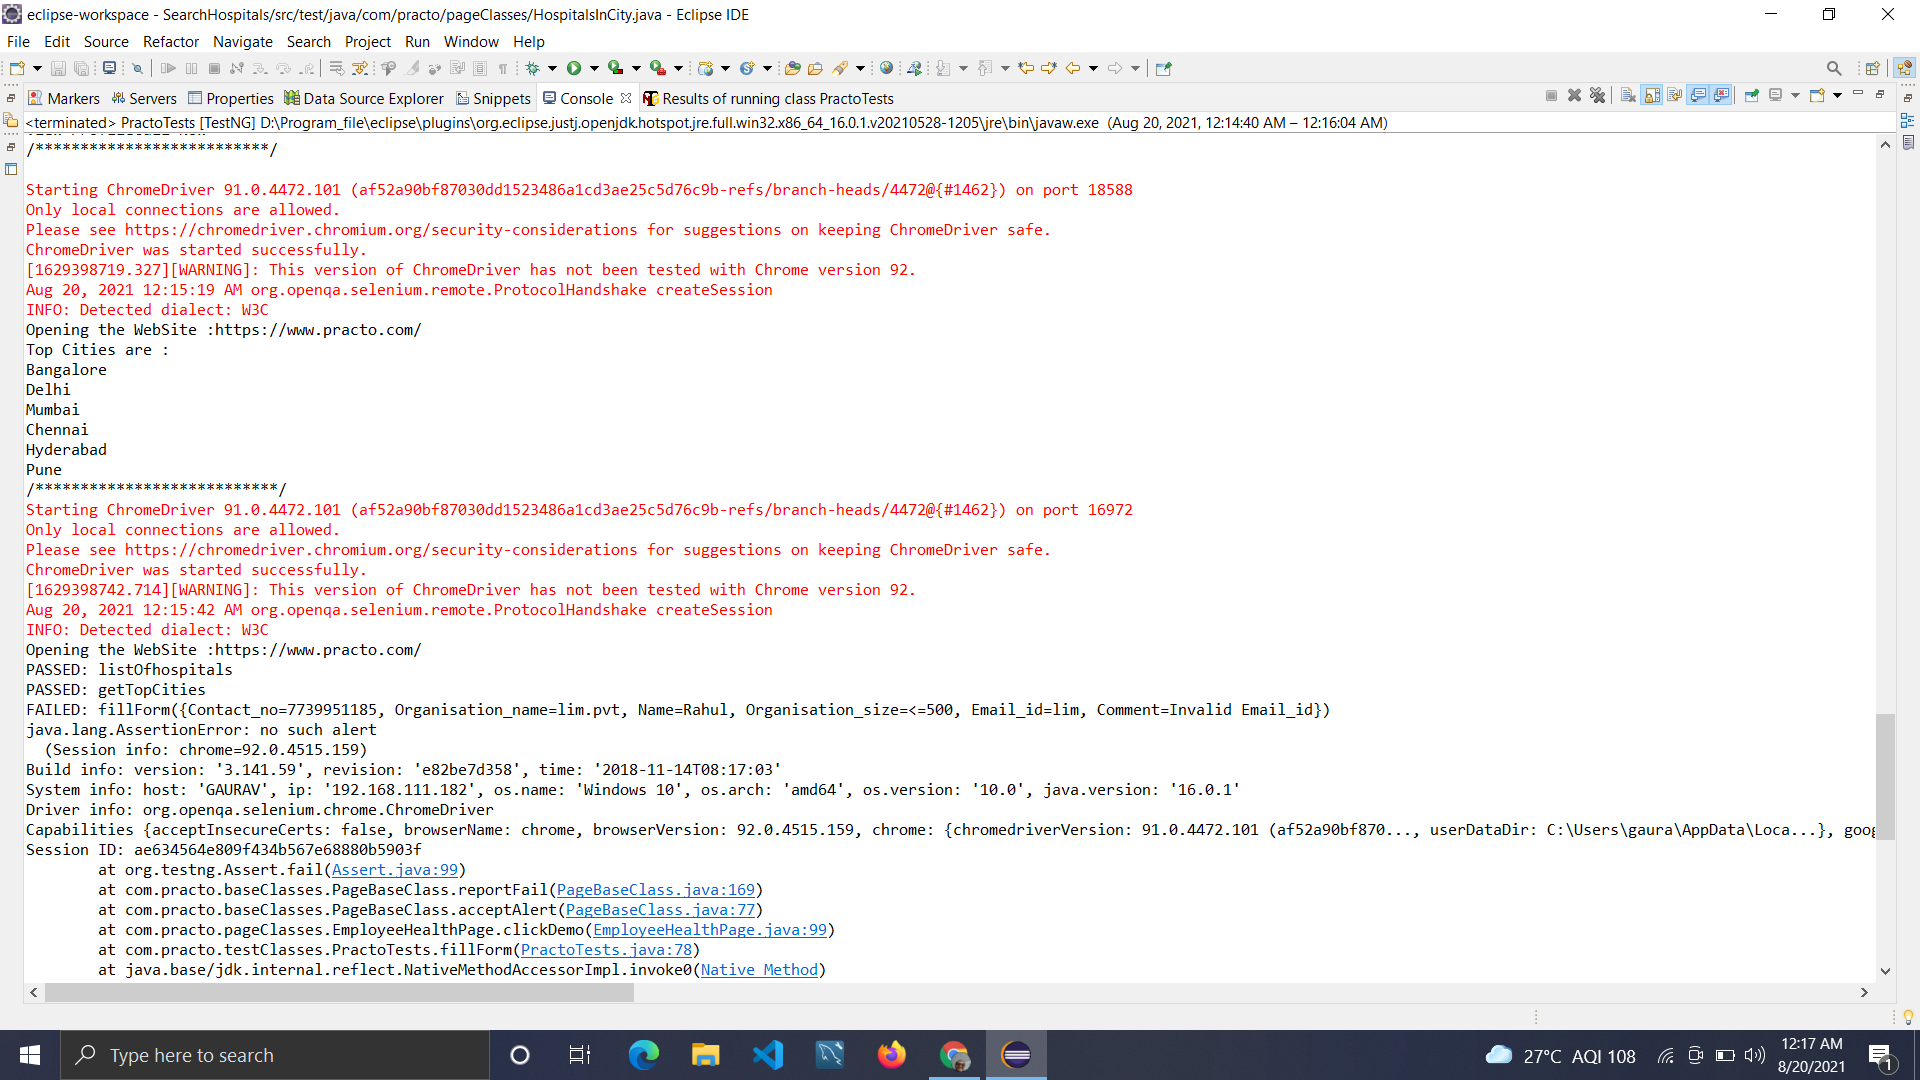 eclipse-workspace - SearchHospitals/src/test/java/com/practo/pageClasses/HospitalsInCity.java - Eclipse IDE
File Edit Source Refactor Navigate Search Project Run Window Help
Markers Servers Properties Data Source Explorer Snippets Console Results of running class PractoTests
<terminated> PractoTests [TestNG] D:\Program_file\eclipse\plugins\org.eclipse.justj.openjdk.hotspot.jre.full.win32.x86_64_16.0.1.v20210528-1205\jre\bin\javaw.exe (Aug 20, 2021, 12:14:40 AM – 12:16:04 AM)
/**************************/
Starting ChromeDriver 91.0.4472.101 (af52a90bf87030dd1523486a1cd3ae25c5d76c9b-refs/branch-heads/4472@{#1462}) on port 18588
Only local connections are allowed.
Please see https://chromedriver.chromium.org/security-considerations for suggestions on keeping ChromeDriver safe.
ChromeDriver was started successfully.
[1629398719.327][WARNING]: This version of ChromeDriver has not been tested with Chrome version 92.
Aug 20, 2021 12:15:19 AM org.openqa.selenium.remote.ProtocolHandshake createSession
INFO: Detected dialect: W3C
Opening the WebSite :https://www.practo.com/
Top Cities are :
Bangalore
Delhi
Mumbai
Chennai
Hyderabad
Pune
/***************************/
Starting ChromeDriver 91.0.4472.101 (af52a90bf87030dd1523486a1cd3ae25c5d76c9b-refs/branch-heads/4472@{#1462}) on port 16972
Only local connections are allowed.
Please see https://chromedriver.chromium.org/security-considerations for suggestions on keeping ChromeDriver safe.
ChromeDriver was started successfully.
[1629398742.714][WARNING]: This version of ChromeDriver has not been tested with Chrome version 92.
Aug 20, 2021 12:15:42 AM org.openqa.selenium.remote.ProtocolHandshake createSession
INFO: Detected dialect: W3C
Opening the WebSite :https://www.practo.com/
PASSED: listOfhospitals
PASSED: getTopCities
FAILED: fillForm({Contact_no=7739951185, Organisation_name=lim.pvt, Name=Rahul, Organisation_size=<=500, Email_id=lim, Comment=Invalid Email_id})
java.lang.AssertionError: no such alert
(Session info: chrome=92.0.4515.159)
Build info: version: '3.141.59', revision: 'e82be7d358', time: '2018-11-14T08:17:03'
System info: host: 'GAURAV', ip: '192.168.111.182', os.name: 'Windows 10', os.arch: 'amd64', os.version: '10.0', java.version: '16.0.1'
Driver info: org.openqa.selenium.chrome.ChromeDriver
Capabilities {acceptInsecureCerts: false, browserName: chrome, browserVersion: 92.0.4515.159, chrome: {chromedriverVersion: 91.0.4472.101 (af52a90bf870..., userDataDir: C:\Users\gaura\AppData\Loca...}, goog
Session ID: ae634564e809f434b567e68880b5903f
at org.testng.Assert.fail(Assert.java:99)
at com.practo.baseClasses.PageBaseClass.reportFail(PageBaseClass.java:169)
at com.practo.baseClasses.PageBaseClass.acceptAlert(PageBaseClass.java:77)
at com.practo.pageClasses.EmployeeHealthPage.clickDemo(EmployeeHealthPage.java:99)
at com.practo.testClasses.PractoTests.fillForm(PractoTests.java:78)
at java.base/jdk.internal.reflect.NativeMethodAccessorImpl.invoke0(Native Method)
Type here to search
27°C AQI 108
12:17 AM
8/20/2021
1